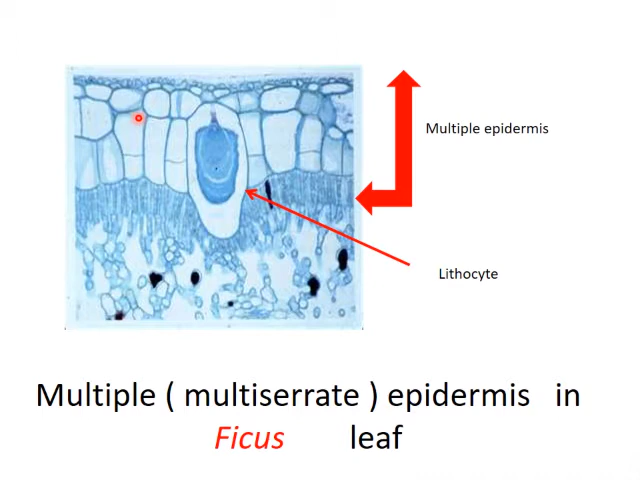 Multiple epidermis
Lithocyte
Multiple ( multiserrate ) epidermis in
Ficus leaf